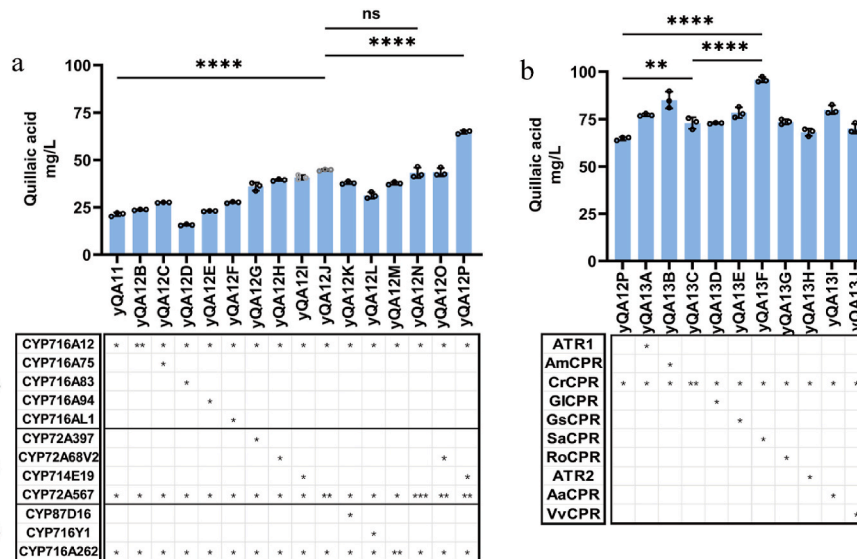 ns
****
****
a
100
75
50
25
0
Quillaic acid
mg/L
yQA11
yQA12B
yQA12C
yQA12D
yQA12E
yQA12F
yQA12G
yQA12H
yQA12I
yQA12J
yQA12K
yQA12L
yQA12M
yQA12N
yQA12O
yQA12P
CYP716A12 * ** * * * * * * * * * * * * * *
CYP716A75 *
CYP716A83 *
CYP716A94 *
CYP716AL1 *
CYP72A397 *
CYP72A68V2 * *
CYP714E19 * *
CYP72A567 * * * * * * * * * ** * * * *** ** **
CYP87D16 *
CYP716Y1 *
CYP716A262 * * * * * * * * * * * * ** * * *
****
****
**
b
100
75
50
25
0
Quillaic acid
mg/L
yQA12P
yQA13A
yQA13B
yQA13C
yQA13D
yQA13E
yQA13F
yQA13G
yQA13H
yQA13I
ATR1 *
AmCPR *
CrCPR * * * ** * * * * * * *
GlCPR *
GsCPR *
SaCPR *
RoCPR *
ATR2 *
AaCPR *
VvCPR *